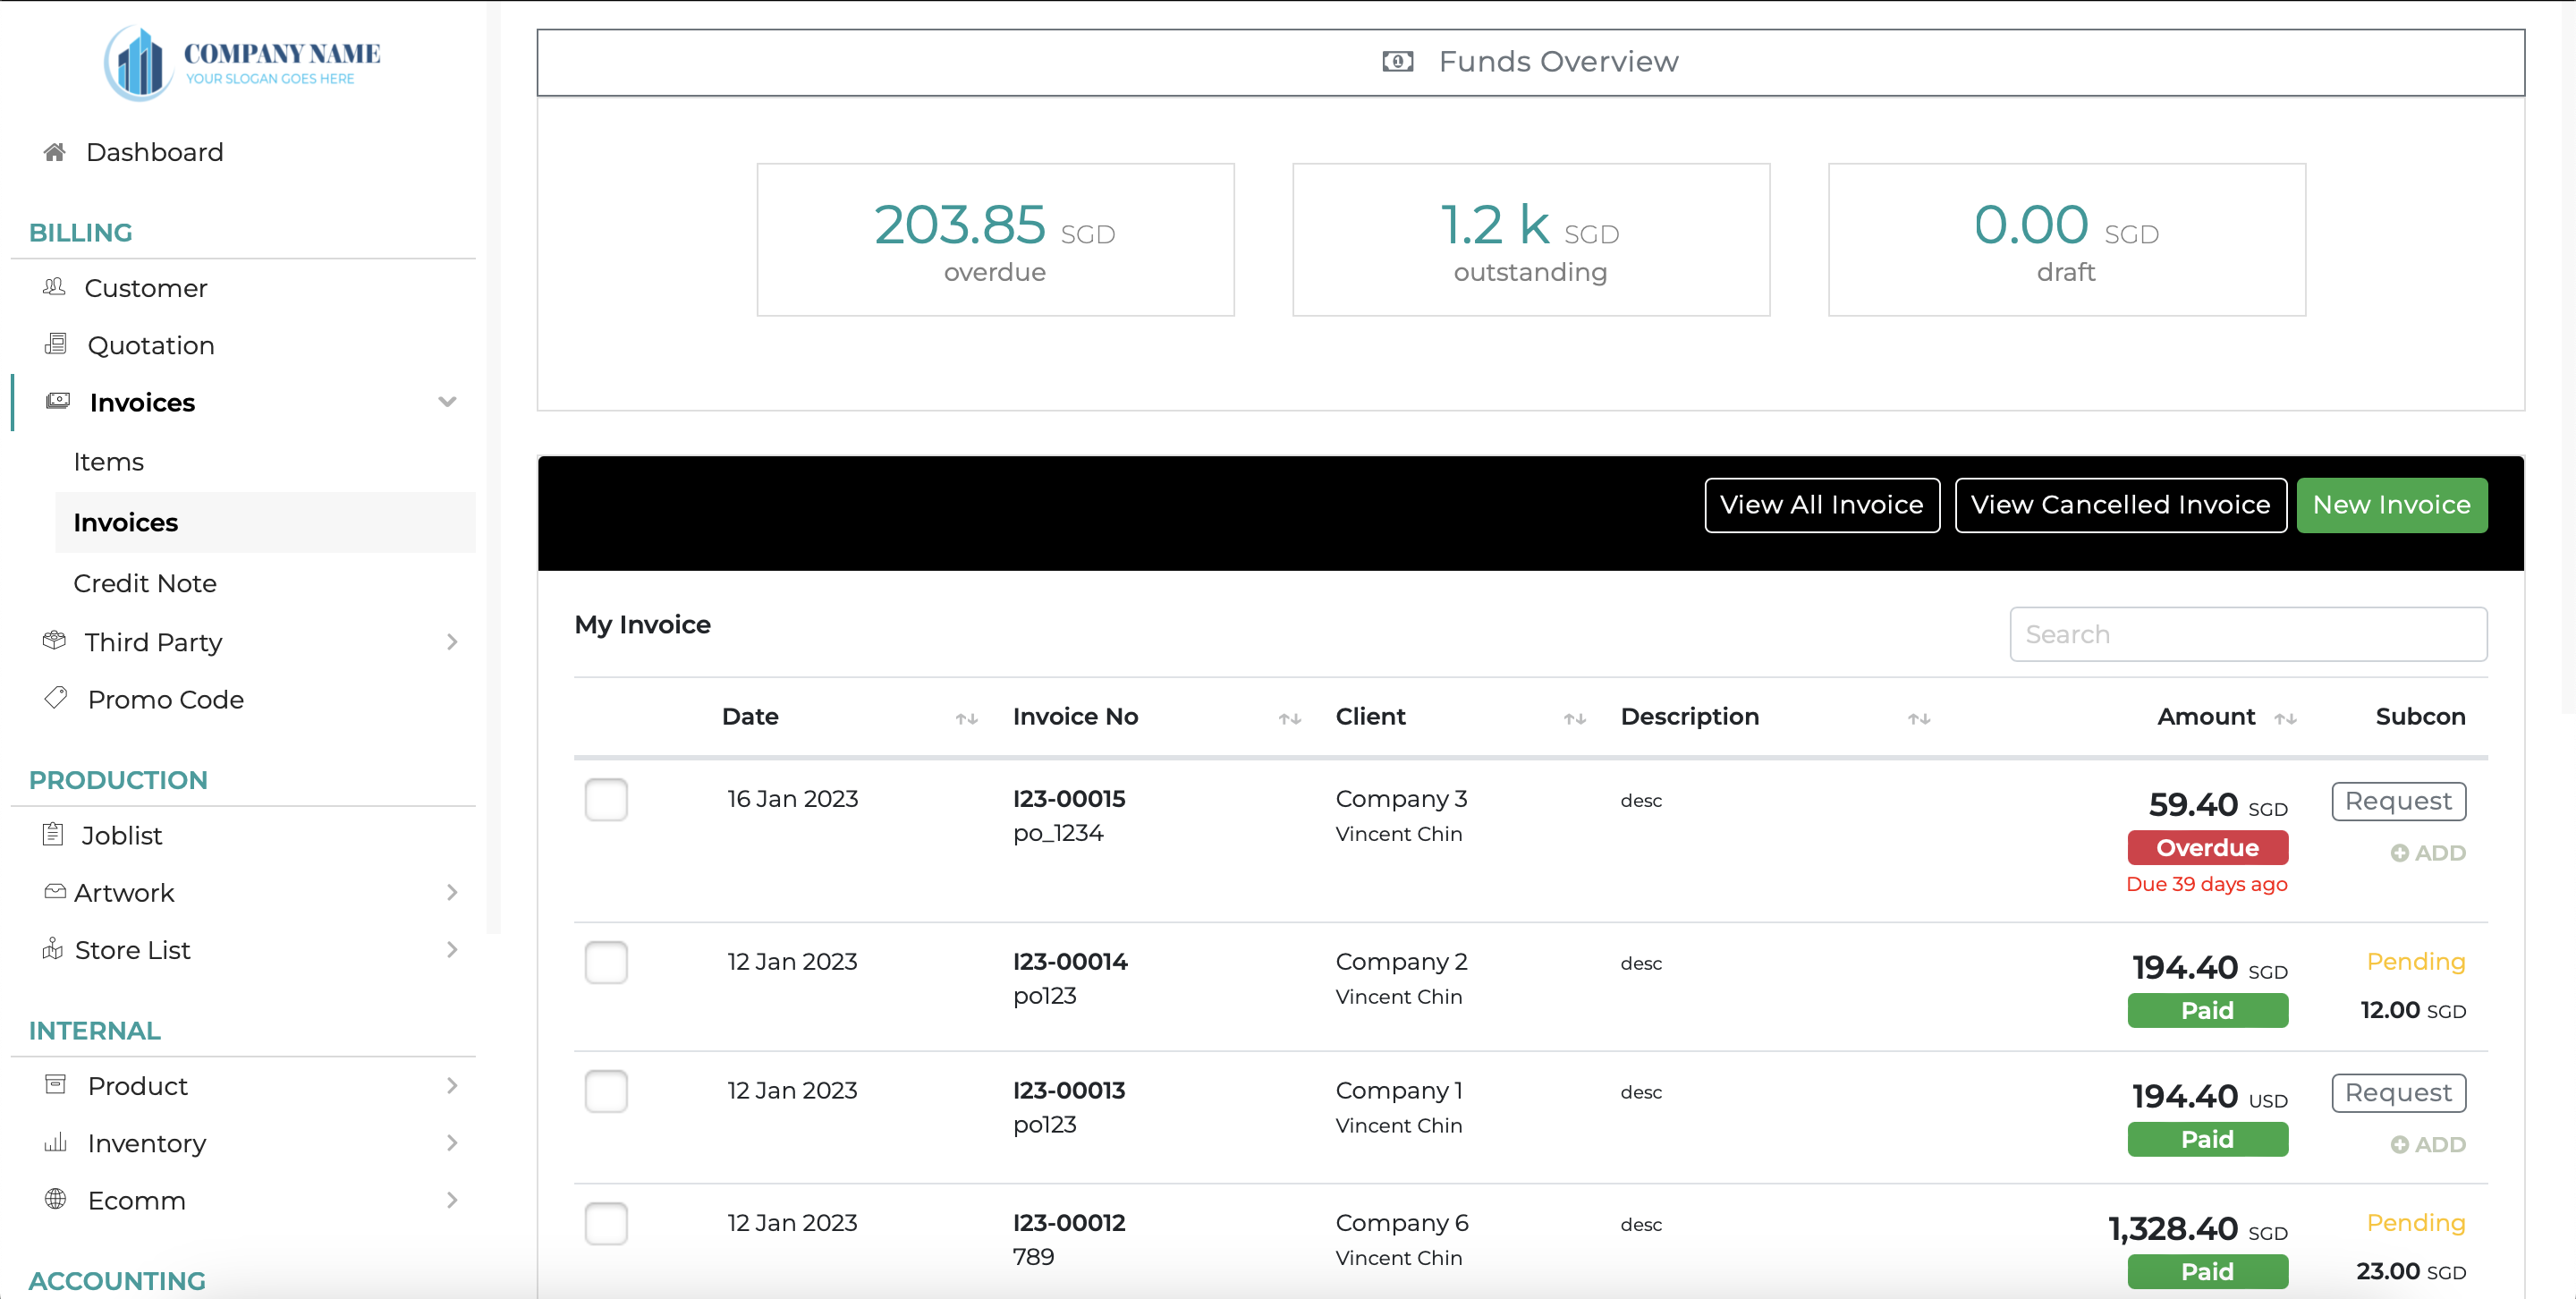 COMPANY NAME
YOUR SLOGAN GOES HERE
Dashboard
BILLING
Customer
Quotation
Invoices
Items
Invoices
Credit Note
Third Party
Promo Code
PRODUCTION
Joblist
Artwork
Store List
INTERNAL
Product
Inventory
Ecomm
ACCOUNTING
Funds Overview
203.85 SGD
overdue
1.2 k SGD
outstanding
0.00 SGD
draft
View All Invoice View Cancelled Invoice New Invoice
My Invoice
Search
Date Invoice No Client Description Amount Subcon
16 Jan 2023 I23-00015 Company 3 desc 59.40 SGD Request
po_1234 Vincent Chin Overdue ADD
Due 39 days ago
12 Jan 2023 I23-00014 Company 2 desc 194.40 SGD Pending
po123 Vincent Chin Paid 12.00 SGD
12 Jan 2023 I23-00013 Company 1 desc 194.40 USD Request
po123 Vincent Chin Paid ADD
12 Jan 2023 I23-00012 Company 6 desc 1,328.40 SGD Pending
789 Vincent Chin Paid 23.00 SGD